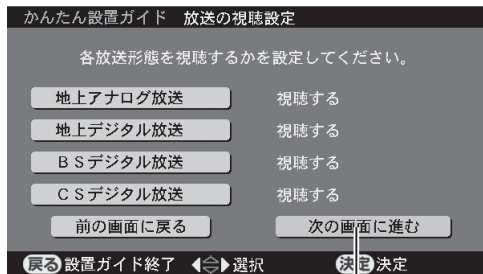 かんたん設置ガイド 放送の視聴設定
各放送形態を視聴するかを設定してください。
地上アナログ放送 視聴する
地上デジタル放送 視聴する
ＢＳデジタル放送 視聴する
ＣＳデジタル放送 視聴する
前の画面に戻る 次の画面に進む
戻る 設置ガイド終了 選択 決定 決定